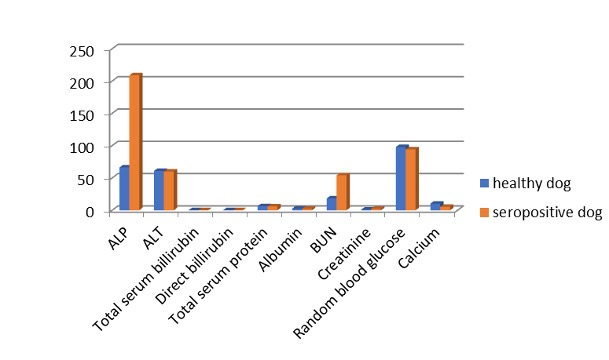 250
200
150
100
50
0
ALP
ALT
Total serum billirubin
Direct billirubin
Total serum protein
Albumin
BUN
Creatinine
Random blood glucose
Calcium
healthy dog
seropositive dog